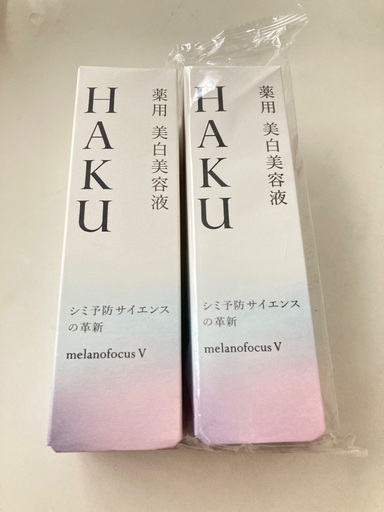 HAKU
薬用 美白美容液
シミ予防サイエンス
の革新
melanofocus V
HAKU
薬用 美白美容液
シミ予防サイエンス
の革新
melanofocus V